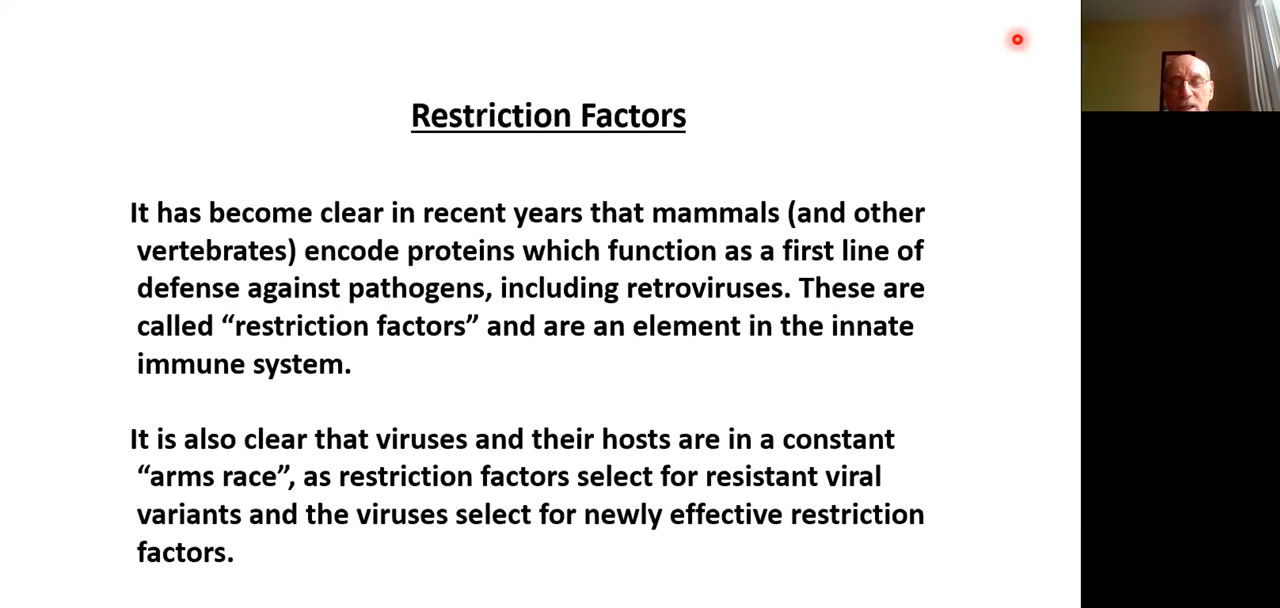 Restriction Factors
It has become clear in recent years that mammals (and other
vertebrates) encode proteins which function as a first line of
defense against pathogens, including retroviruses. These are
called “restriction factors” and are an element in the innate
immune system.
It is also clear that viruses and their hosts are in a constant
“arms race”, as restriction factors select for resistant viral
variants and the viruses select for newly effective restriction
factors.